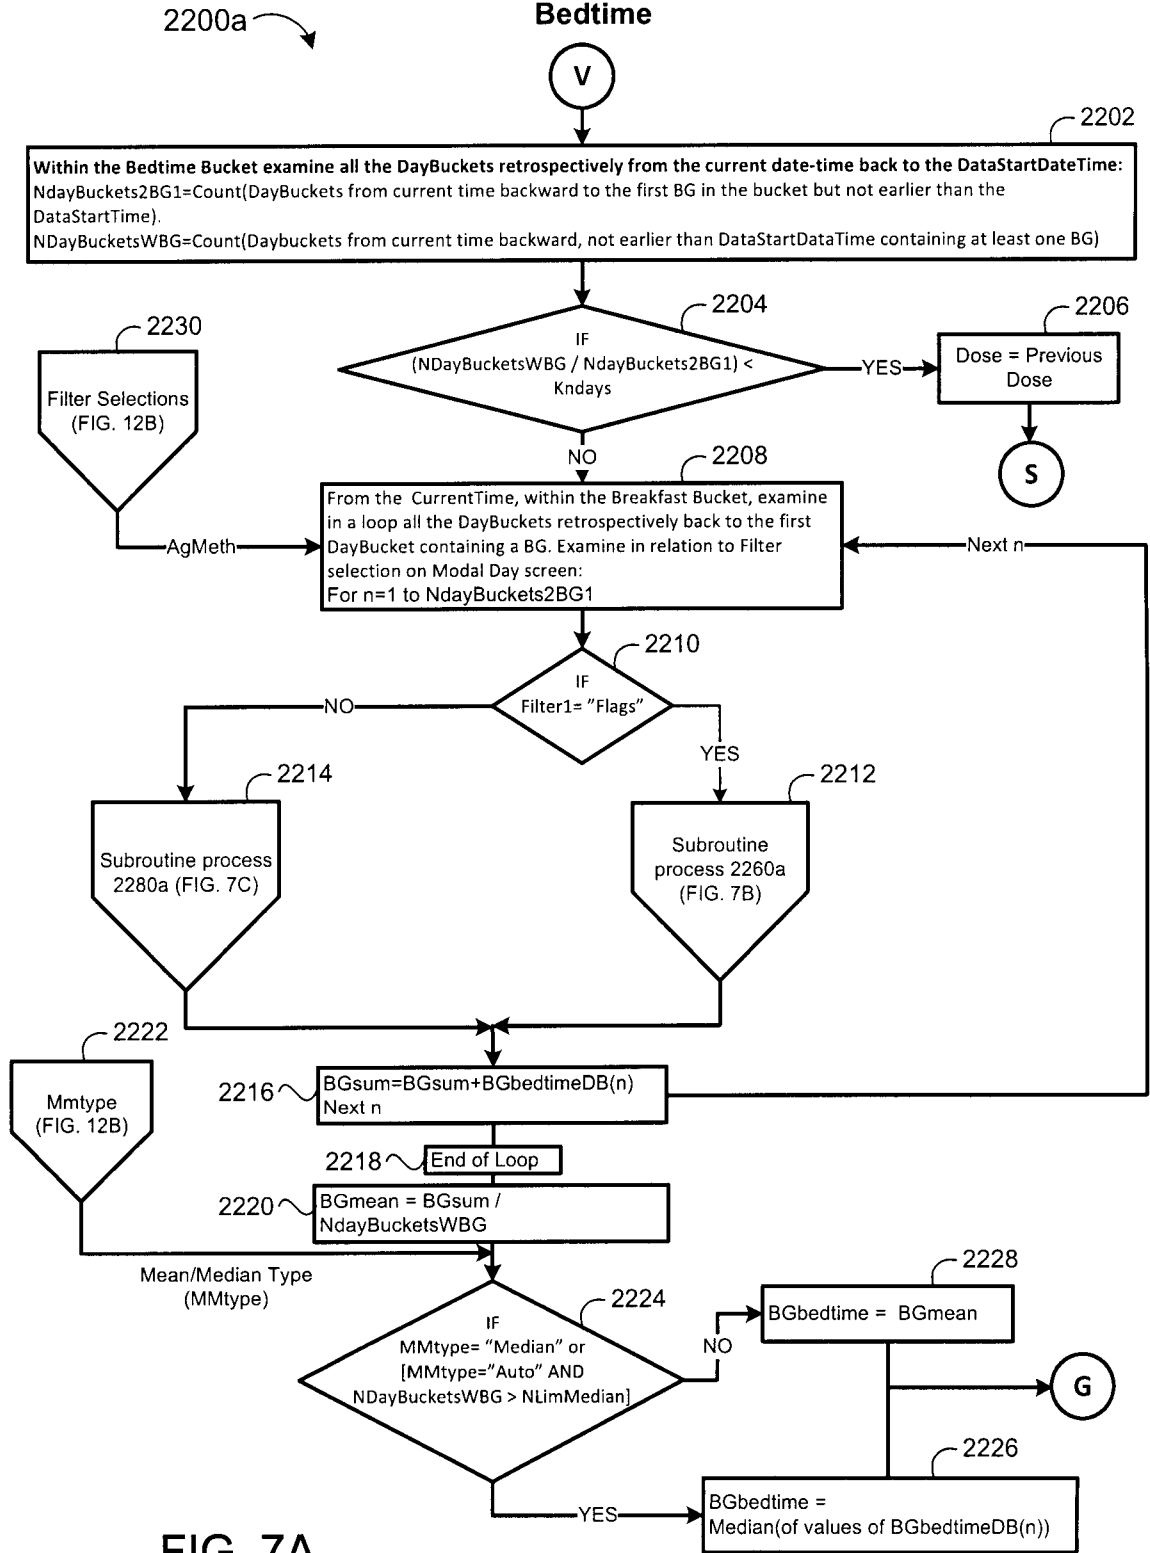 Bedtime
2200a
V
2202
Within the Bedtime Bucket examine all the DayBuckets retrospectively from the current date-time back to the DataStartDateTime:
NdayBuckets2BG1=Count(DayBuckets from current time backward to the first BG in the bucket but not earlier than the
DataStartTime).
NDayBucketsWBG=Count(Daybuckets from current time backward, not earlier than DataStartDataTime containing at least one BG)
2204
IF
(NDayBucketsWBG / NdayBuckets2BG1) <
Kndays
YES
2206
Dose = Previous
Dose
S
2230
Filter Selections
(FIG. 12B)
NO
2208
From the CurrentTime, within the Breakfast Bucket, examine
in a loop all the DayBuckets retrospectively back to the first
DayBucket containing a BG. Examine in relation to Filter
selection on Modal Day screen:
For n=1 to NdayBuckets2BG1
AgMeth
Next n
2210
IF
Filter1= "Flags"
NO
YES
2214
Subroutine process
2280a (FIG. 7C)
2212
Subroutine
process 2260a
(FIG. 7B)
2222
Mmtype
(FIG. 12B)
2216
BGsum=BGsum+BGbedtimeDB(n)
Next n
2218
End of Loop
2220
BGmean = BGsum /
NdayBucketsWBG
Mean/Median Type
(MMtype)
2224
IF
MMtype= "Median" or
[MMtype="Auto" AND
NDayBucketsWBG > NLimMedian]
NO
2228
BGbedtime = BGmean
G
2226
YES
BGbedtime =
Median(of values of BGbedtimeDB(n))
FIG. 7A